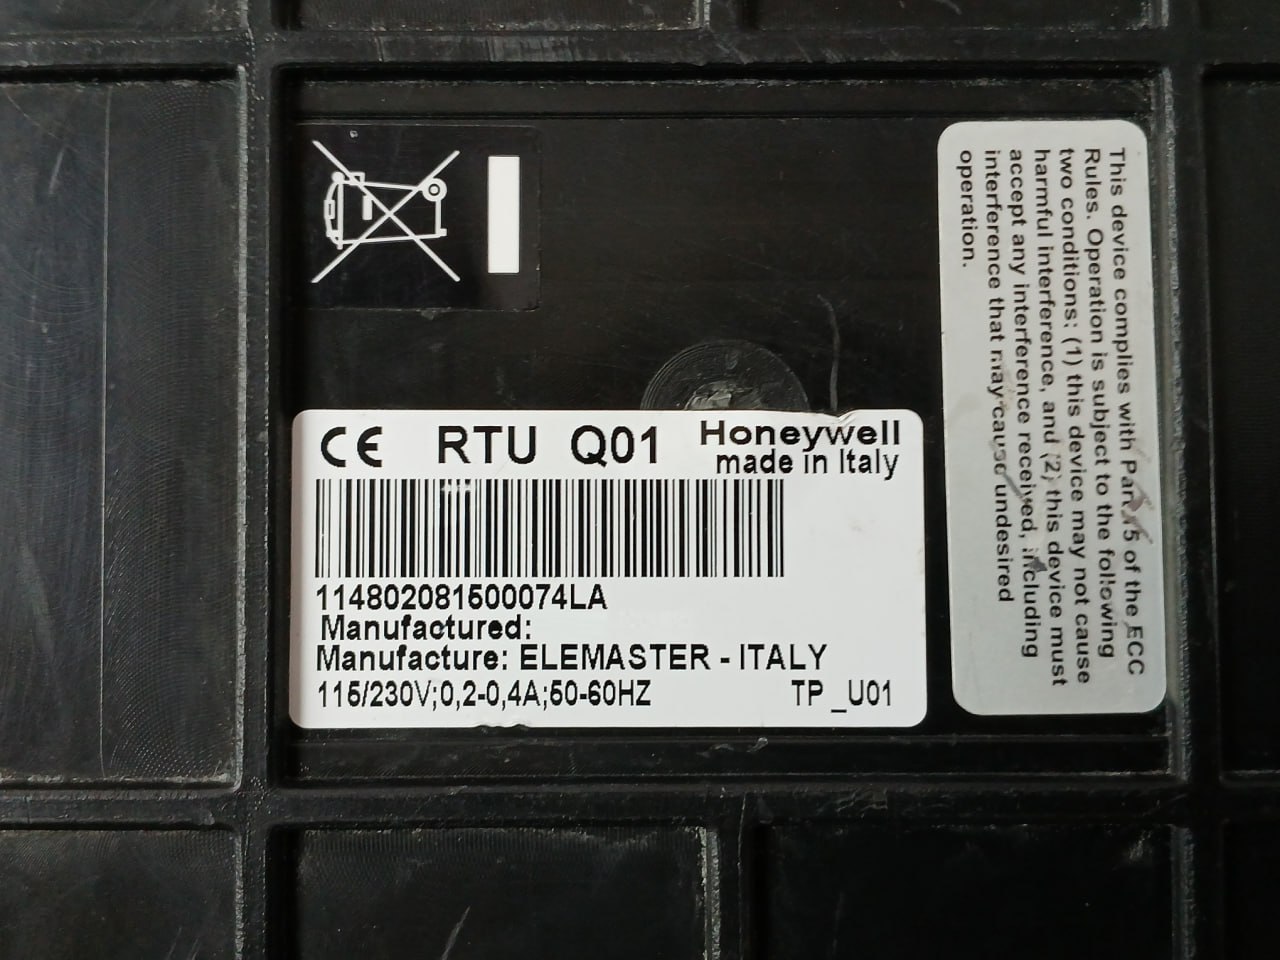 CE RTU Q01 Honeywell
made in Italy
114802081500074LA
Manufactured:
Manufacture: ELEMASTER - ITALY
115/230V;0,2-0,4A;50-60HZ TP_U01
This device complies with Part 15 of the ECC
Rules. Operation is subject to the following
two conditions: (1) this device may not cause
harmful interference, and (2) this device must
accept any interference received, including
interference that may cause undesired
operation.